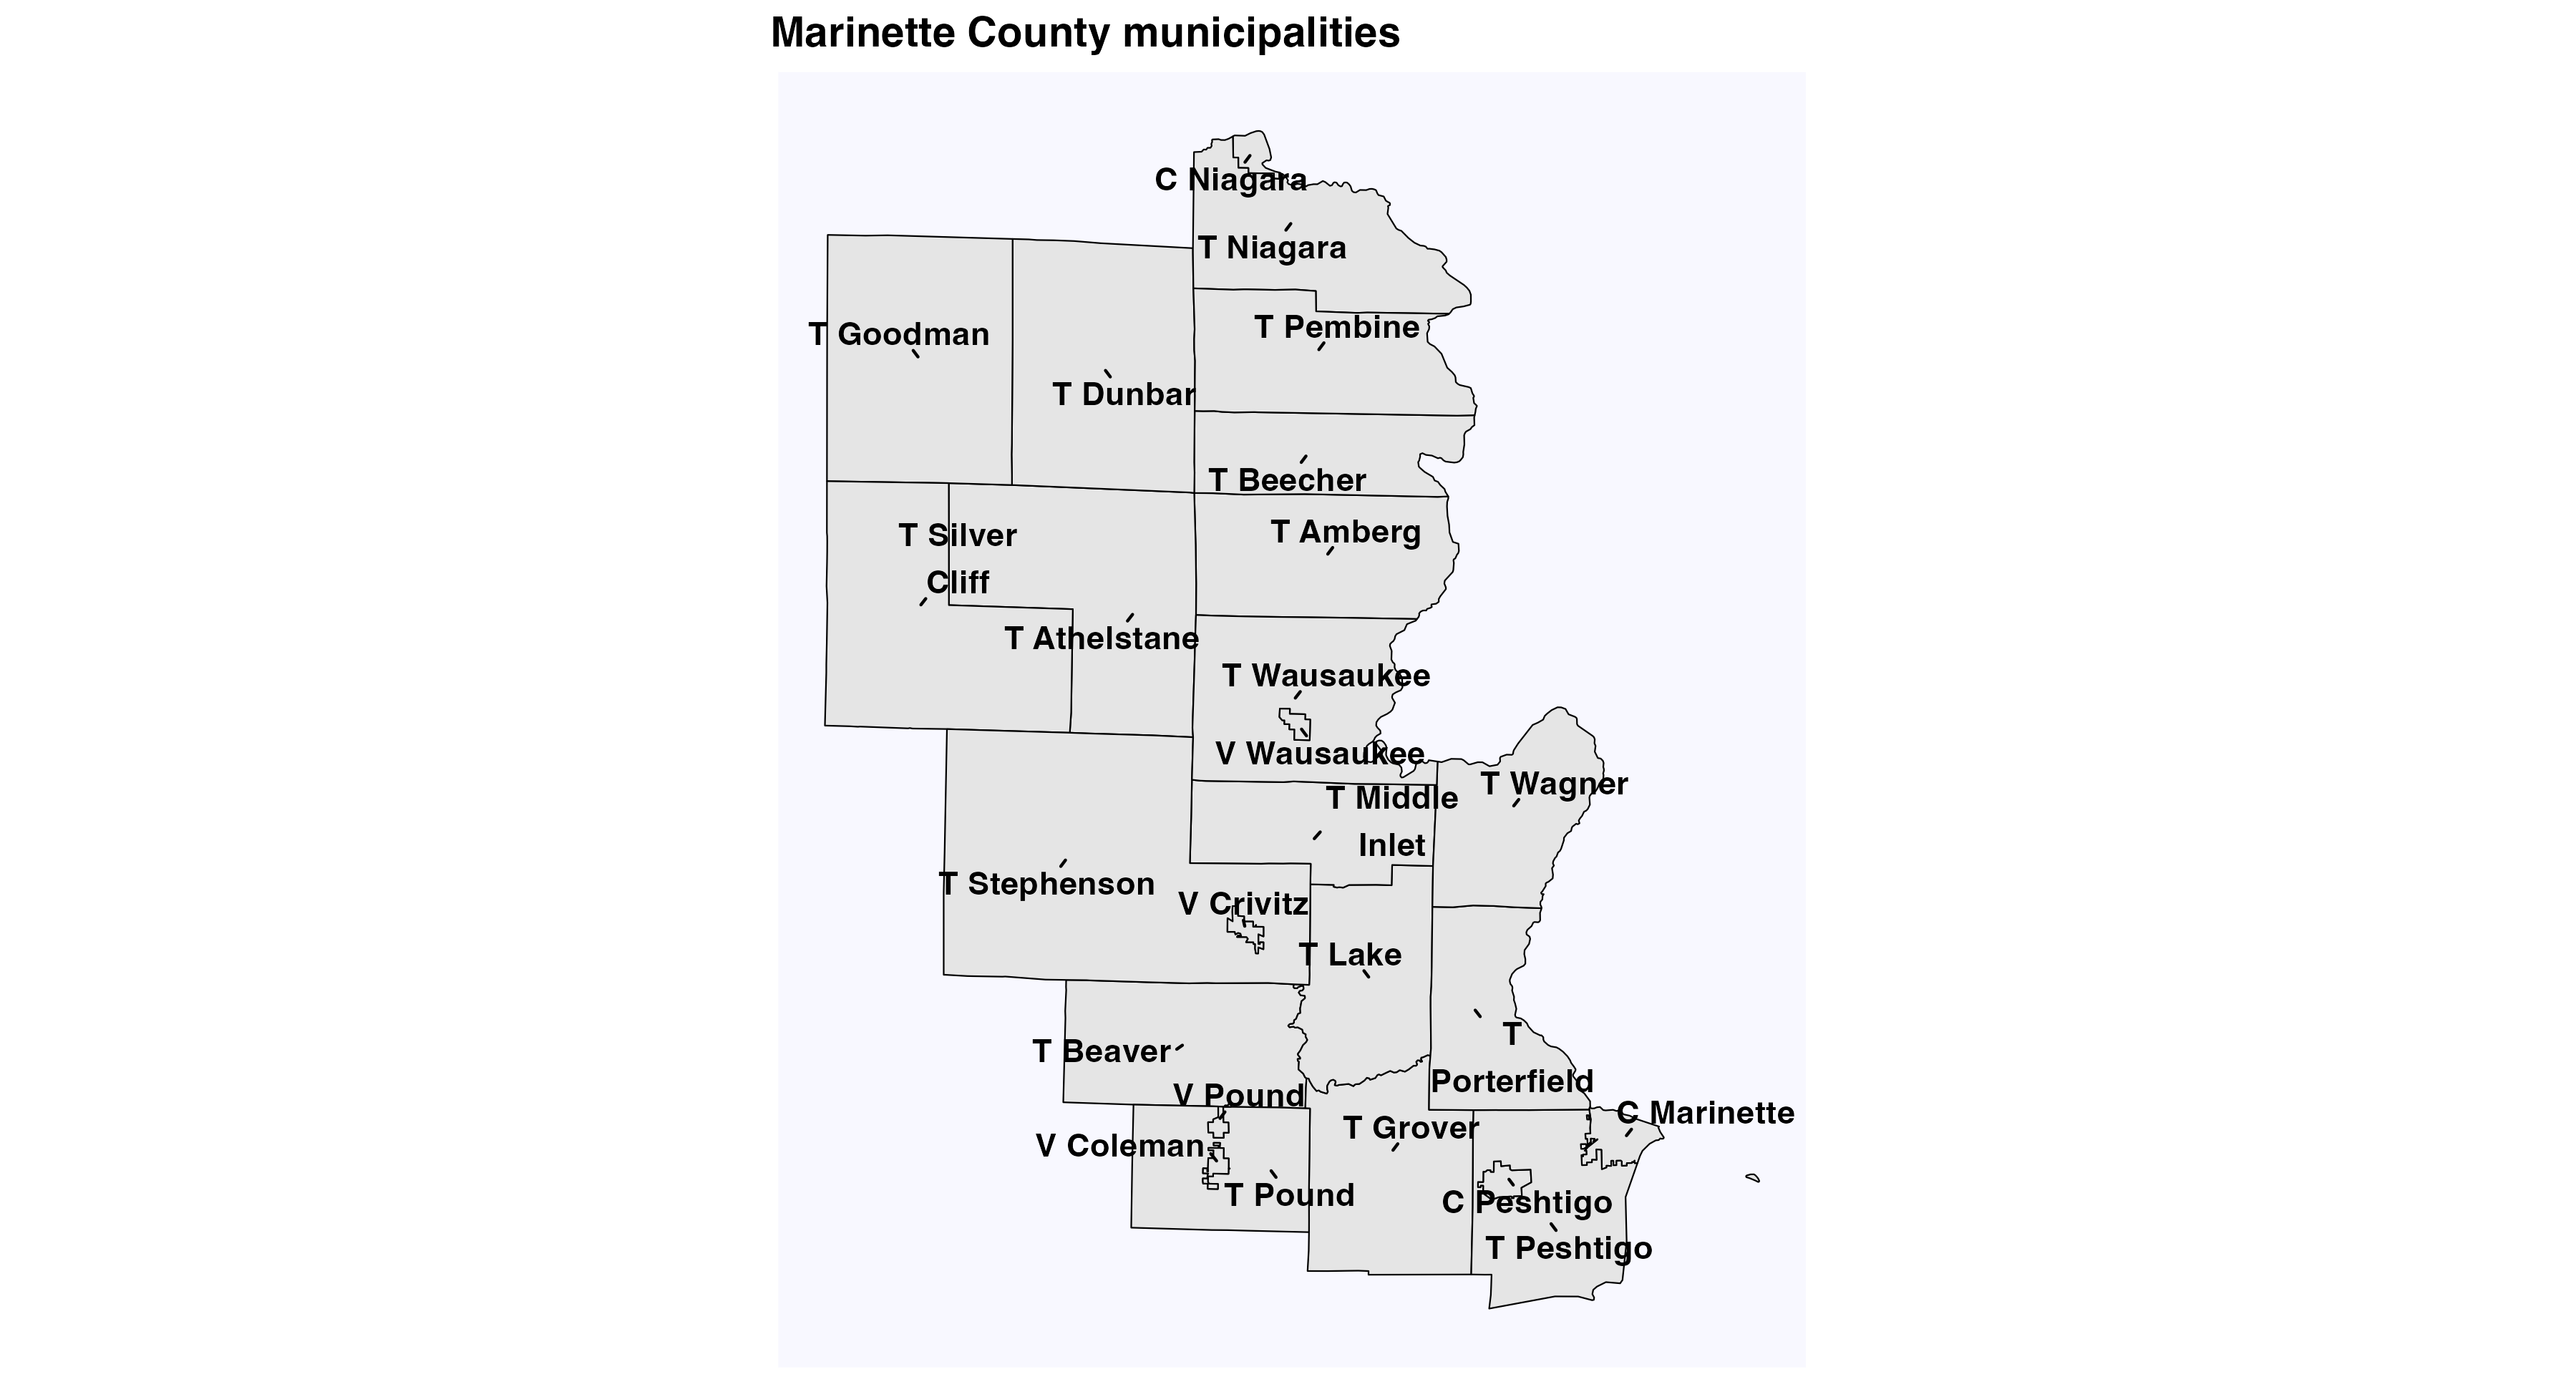 Marinette County municipalities
C Niagara
T Niagara
T Goodman
T Pembine
T Dunbar
T Beecher
T Silver
Cliff
T Amberg
T Athelstane
T Wausaukee
V Wausaukee
T Middle
Inlet
T Wagner
T Stephenson
V Crivitz
T Lake
T
Porterfield
T Beaver
V Pound
C Marinette
T Grover
V Coleman
T Pound
C Peshtigo
T Peshtigo